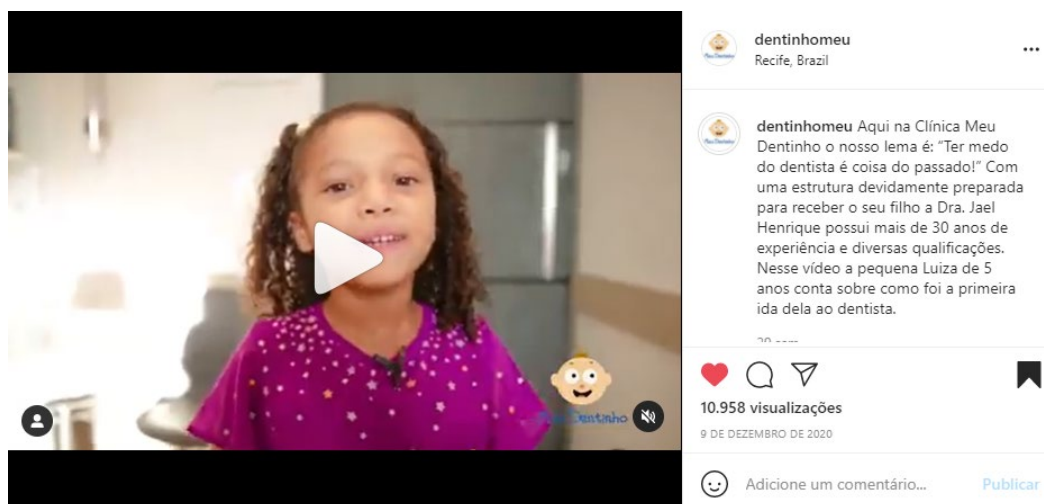 dentinhomeu
Recife, Brazil
dentinhomeu Aqui na Clínica Meu
Dentinho o nosso lema é: “Ter medo
do dentista é coisa do passado!” Com
uma estrutura devidamente preparada
para receber o seu filho a Dra. Jael
Henrique possui mais de 30 anos de
experiência e diversas qualificações.
Nesse vídeo a pequena Luiza de 5
anos conta sobre como foi a primeira
ida dela ao dentista.
Dentinho
10.958 visualizações
9 DE DEZEMBRO DE 2020
Adicione um comentário...
Publicar